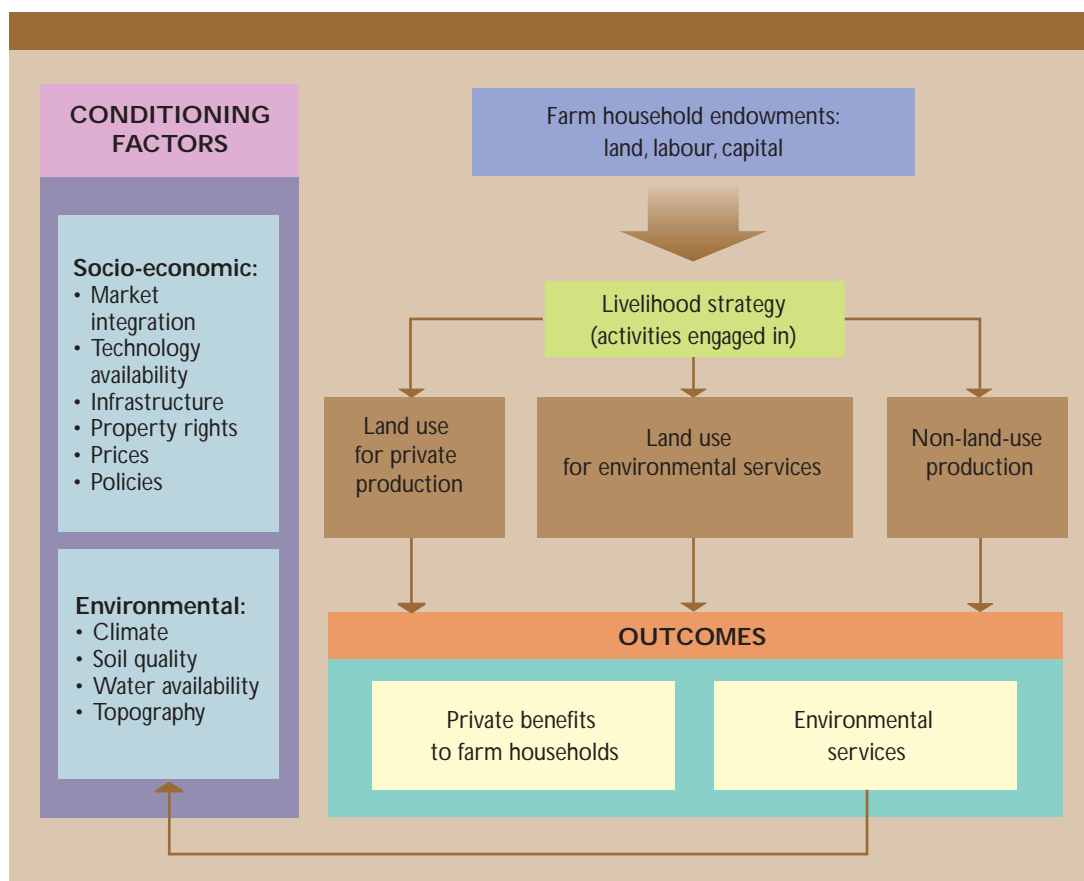 CONDITIONING
FACTORS
Socio-economic:
• Market
integration
• Technology
availability
• Infrastructure
• Property rights
• Prices
• Policies
Environmental:
• Climate
• Soil quality
• Water availability
• Topography
Farm household endowments:
land, labour, capital
Livelihood strategy
(activities engaged in)
Land use
for private
production
Land use
for environmental services
Non-land-use
production
OUTCOMES
Private benefits
to farm households
Environmental
services